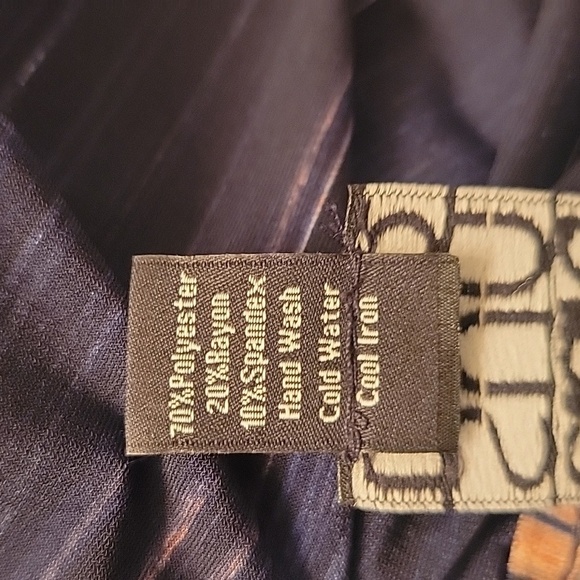 70%Polyester
20%Rayon
10%Spandex
Hand Wash
Cold Water
Cool Iron